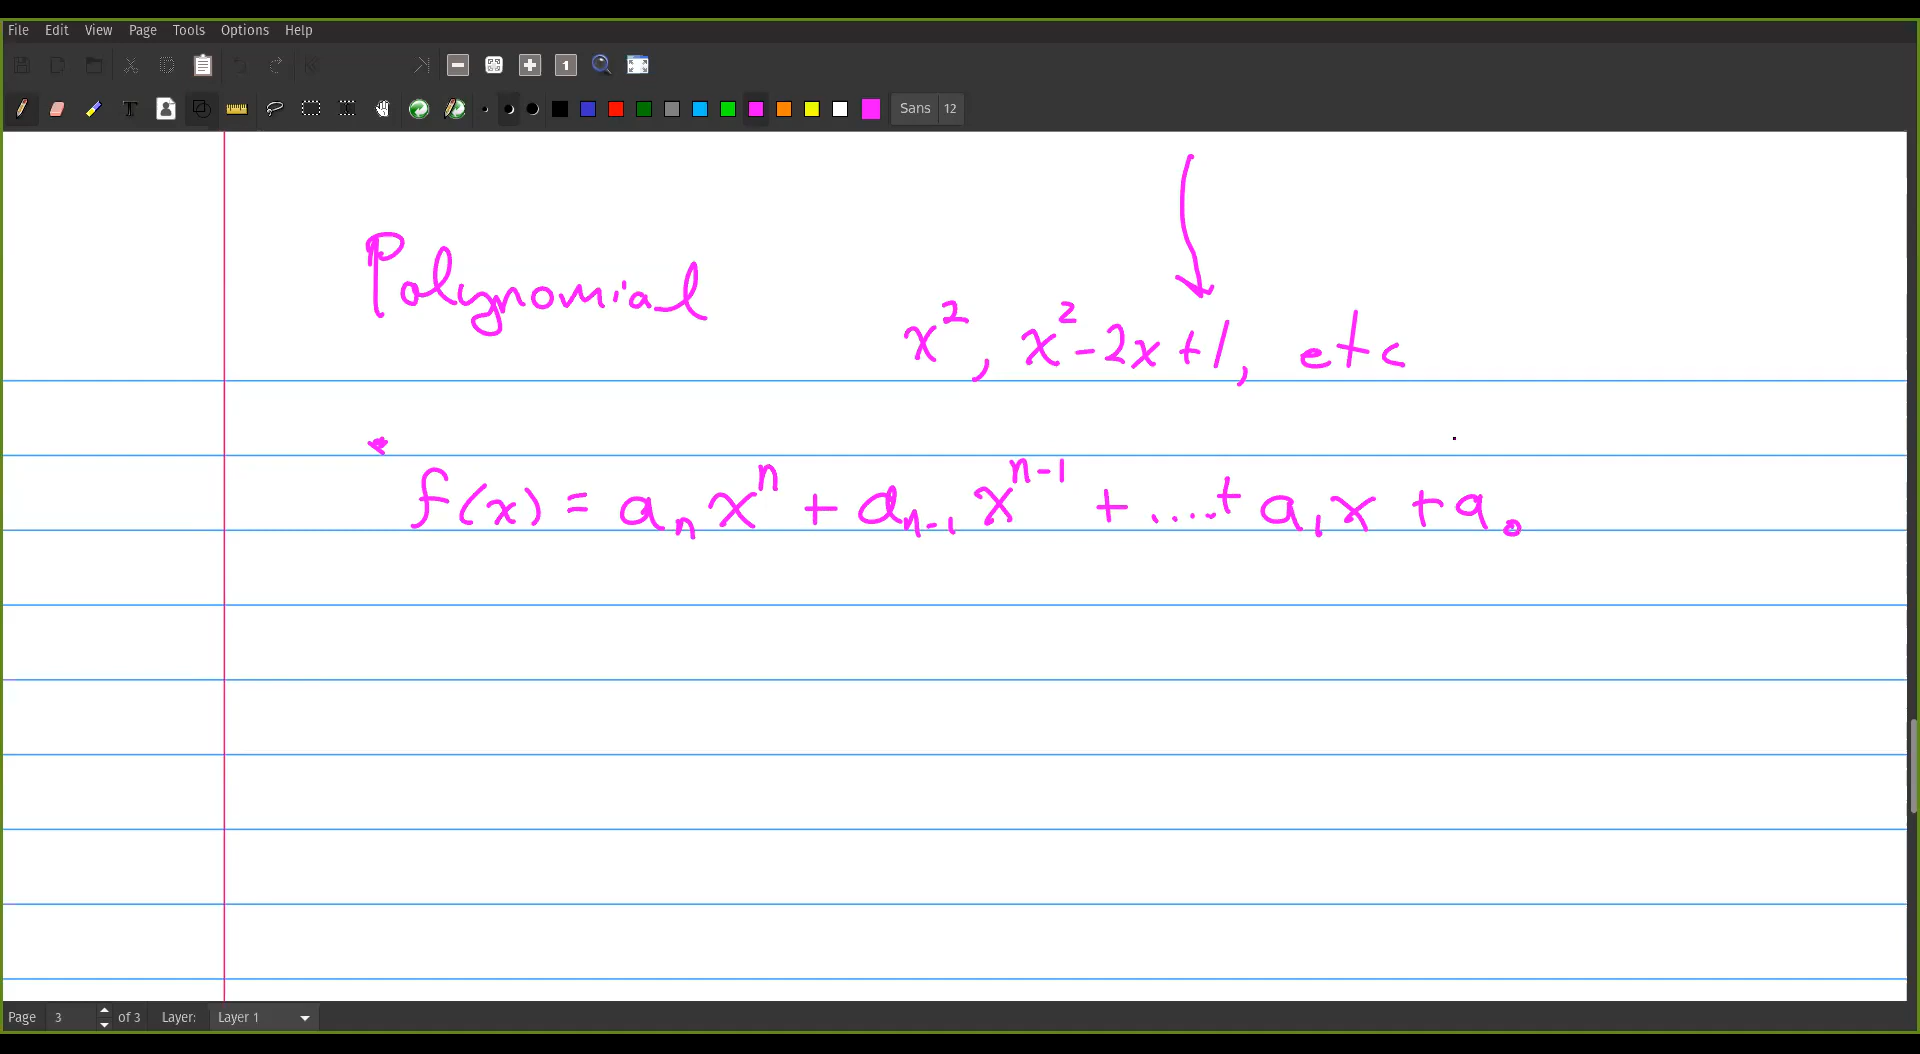 File Edit View Page Tools Options Help
1
T Sans 12
Polynomial
x², x²-2x+1, etc
* f(x) = aₙxⁿ + aₙ₋₁xⁿ⁻¹ + ....+ a₁x + a₀
Page 3 of 3 Layer: Layer 1